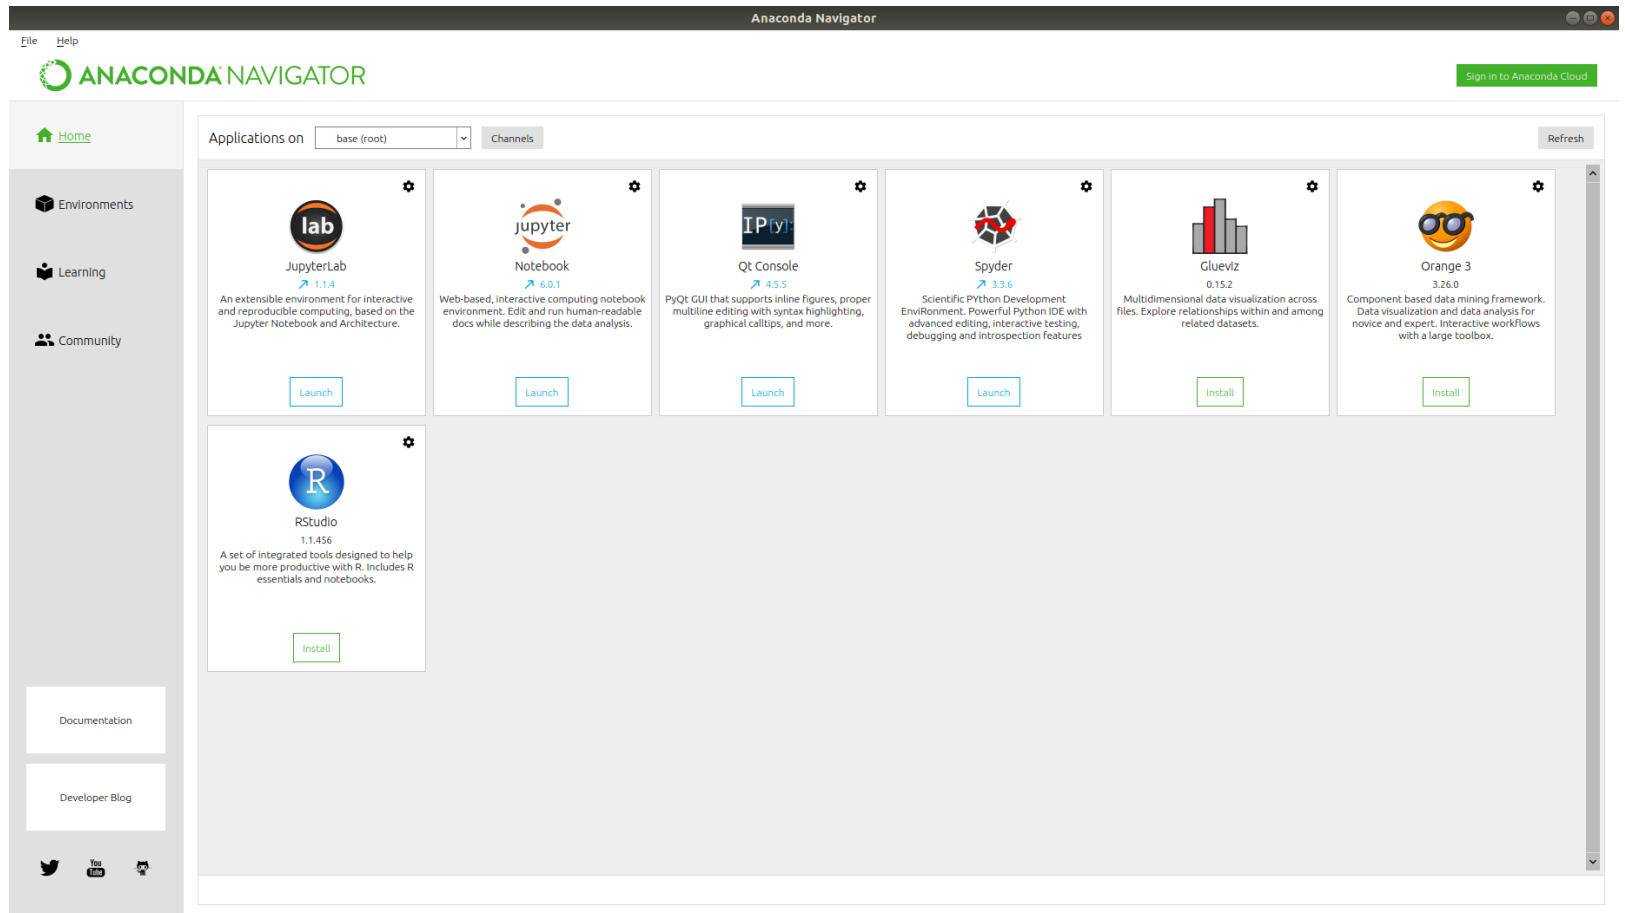 Anaconda Navigator
File Help
ANACONDA NAVIGATOR
Sign in to Anaconda Cloud
Home
Environments
Learning
Community
Documentation
Developer Blog
You
Tube
Applications on base (root) Channels Refresh
lab
JupyterLab
1.1.4
An extensible environment for interactive
and reproducible computing, based on the
Jupyter Notebook and Architecture.
Launch
jupyter
Notebook
6.0.1
Web-based, interactive computing notebook
environment. Edit and run human-readable
docs while describing the data analysis.
Launch
IP[y]:
Qt Console
4.5.5
PyQt GUI that supports inline figures, proper
multiline editing with syntax highlighting,
graphical calltips, and more.
Launch
Spyder
3.3.6
Scientific PYthon Development
EnviRonment. Powerful Python IDE with
advanced editing, interactive testing,
debugging and introspection features
Launch
Glueviz
0.15.2
Multidimensional data visualization across
files. Explore relationships within and among
related datasets.
Install
Orange 3
3.26.0
Component based data mining framework.
Data visualization and data analysis for
novice and expert. Interactive workflows
with a large toolbox.
Install
R
RStudio
1.1.456
A set of integrated tools designed to help
you be more productive with R. Includes R
essentials and notebooks.
Install